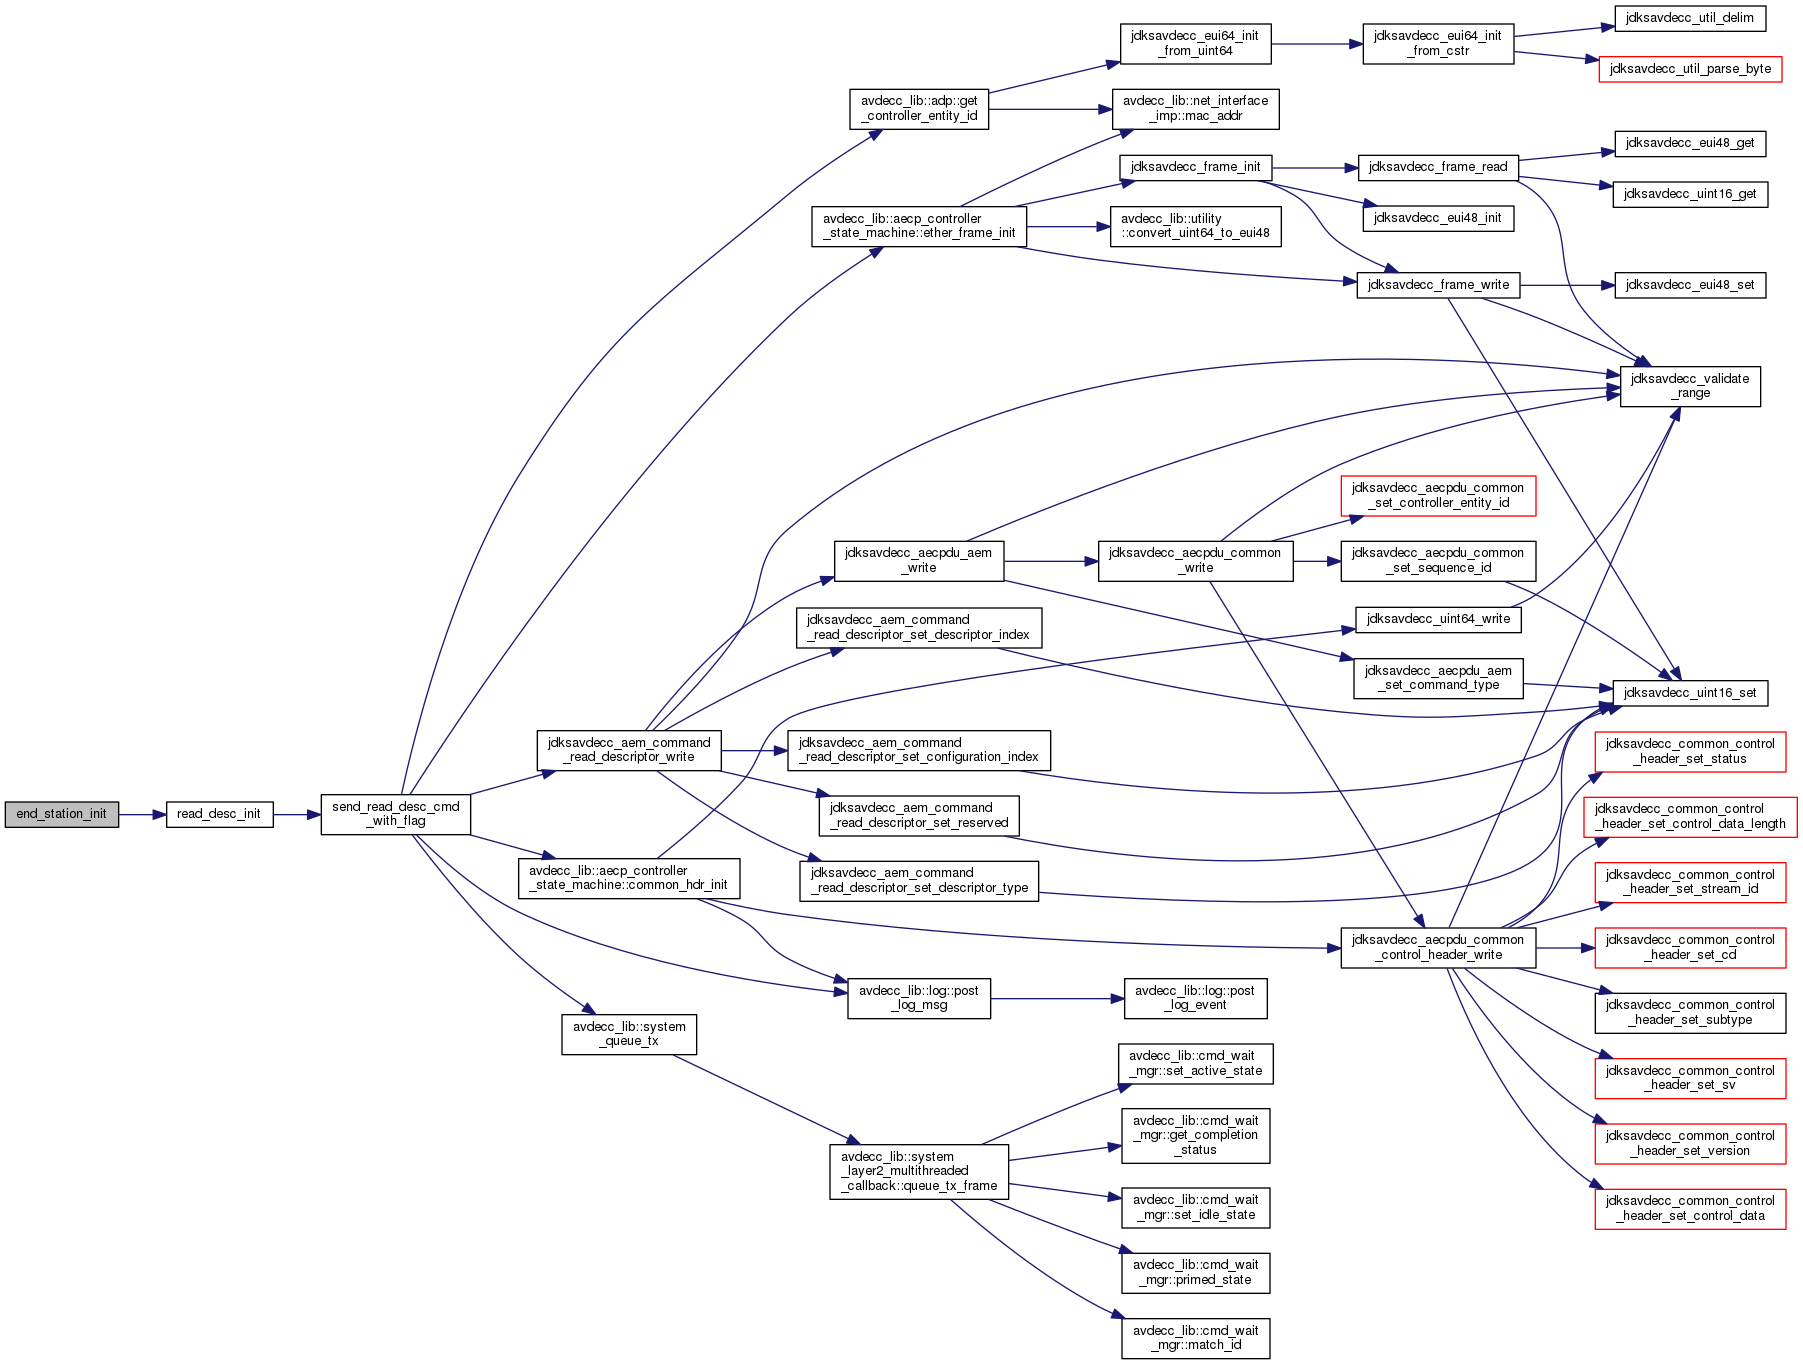 end_station_init
read_desc_init
send_read_desc_cmd
_with_flag
avdecc_lib::adp::get
_controller_entity_id
avdecc_lib::aecp_controller
_state_machine::ether_frame_init
jdksavdecc_aem_command
_read_descriptor_write
avdecc_lib::aecp_controller
_state_machine::common_hdr_init
avdecc_lib::system
_queue_tx
jdksavdecc_aecpdu_aem
_write
jdksavdecc_aem_command
_read_descriptor_set_descriptor_index
jdksavdecc_aem_command
_read_descriptor_set_configuration_index
jdksavdecc_aem_command
_read_descriptor_set_reserved
jdksavdecc_aem_command
_read_descriptor_set_descriptor_type
avdecc_lib::log::post
_log_msg
avdecc_lib::system
_layer2_multithreaded
_callback::queue_tx_frame
jdksavdecc_eui64_init
_from_uint64
avdecc_lib::net_interface
_imp::mac_addr
jdksavdecc_frame_init
avdecc_lib::utility
::convert_uint64_to_eui48
jdksavdecc_aecpdu_common
_write
avdecc_lib::log::post
_log_event
avdecc_lib::cmd_wait
_mgr::set_active_state
avdecc_lib::cmd_wait
_mgr::get_completion
_status
avdecc_lib::cmd_wait
_mgr::set_idle_state
avdecc_lib::cmd_wait
_mgr::primed_state
avdecc_lib::cmd_wait
_mgr::match_id
jdksavdecc_eui64_init
_from_cstr
jdksavdecc_frame_read
jdksavdecc_eui48_init
jdksavdecc_frame_write
jdksavdecc_aecpdu_common
_set_controller_entity_id
jdksavdecc_aecpdu_common
_set_sequence_id
jdksavdecc_uint64_write
jdksavdecc_aecpdu_aem
_set_command_type
jdksavdecc_aecpdu_common
_control_header_write
jdksavdecc_util_delim
jdksavdecc_util_parse_byte
jdksavdecc_eui48_get
jdksavdecc_uint16_get
jdksavdecc_eui48_set
jdksavdecc_validate
_range
jdksavdecc_uint16_set
jdksavdecc_common_control
_header_set_status
jdksavdecc_common_control
_header_set_control_data_length
jdksavdecc_common_control
_header_set_stream_id
jdksavdecc_common_control
_header_set_cd
jdksavdecc_common_control
_header_set_subtype
jdksavdecc_common_control
_header_set_sv
jdksavdecc_common_control
_header_set_version
jdksavdecc_common_control
_header_set_control_data